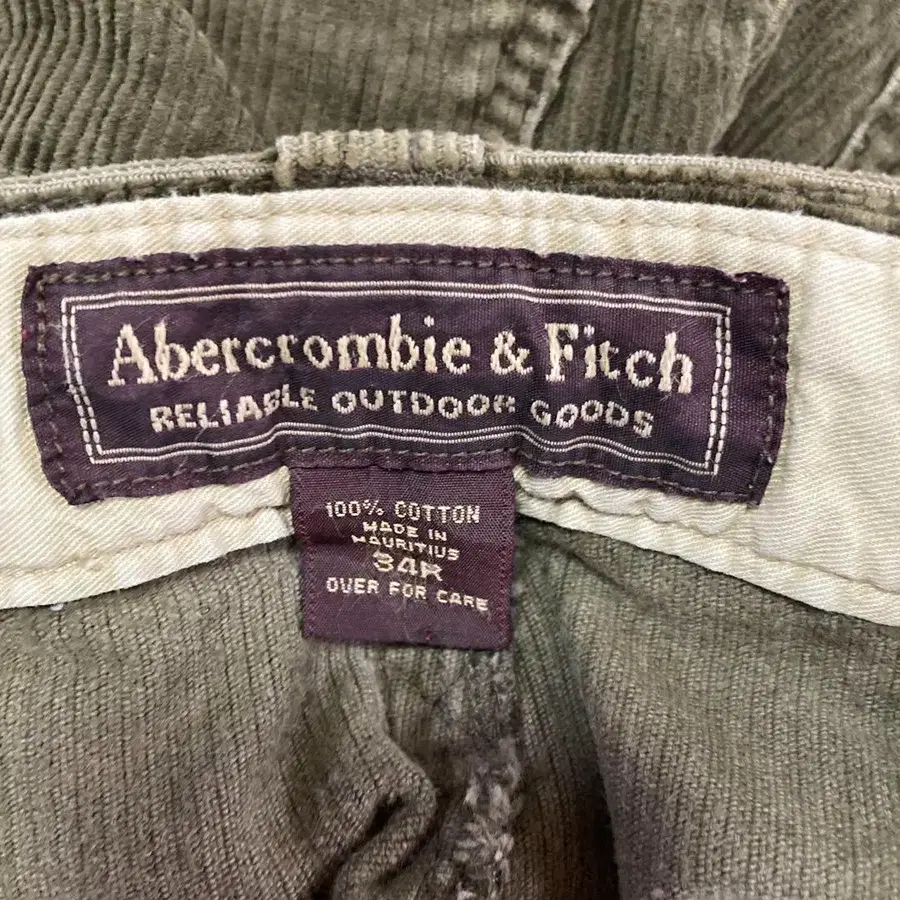 Abercrombie & Fitch
RELIABLE OUTDOOR GOODS
100% COTTON
MADE IN
MAURITIUS
34R
OVER FOR CARE